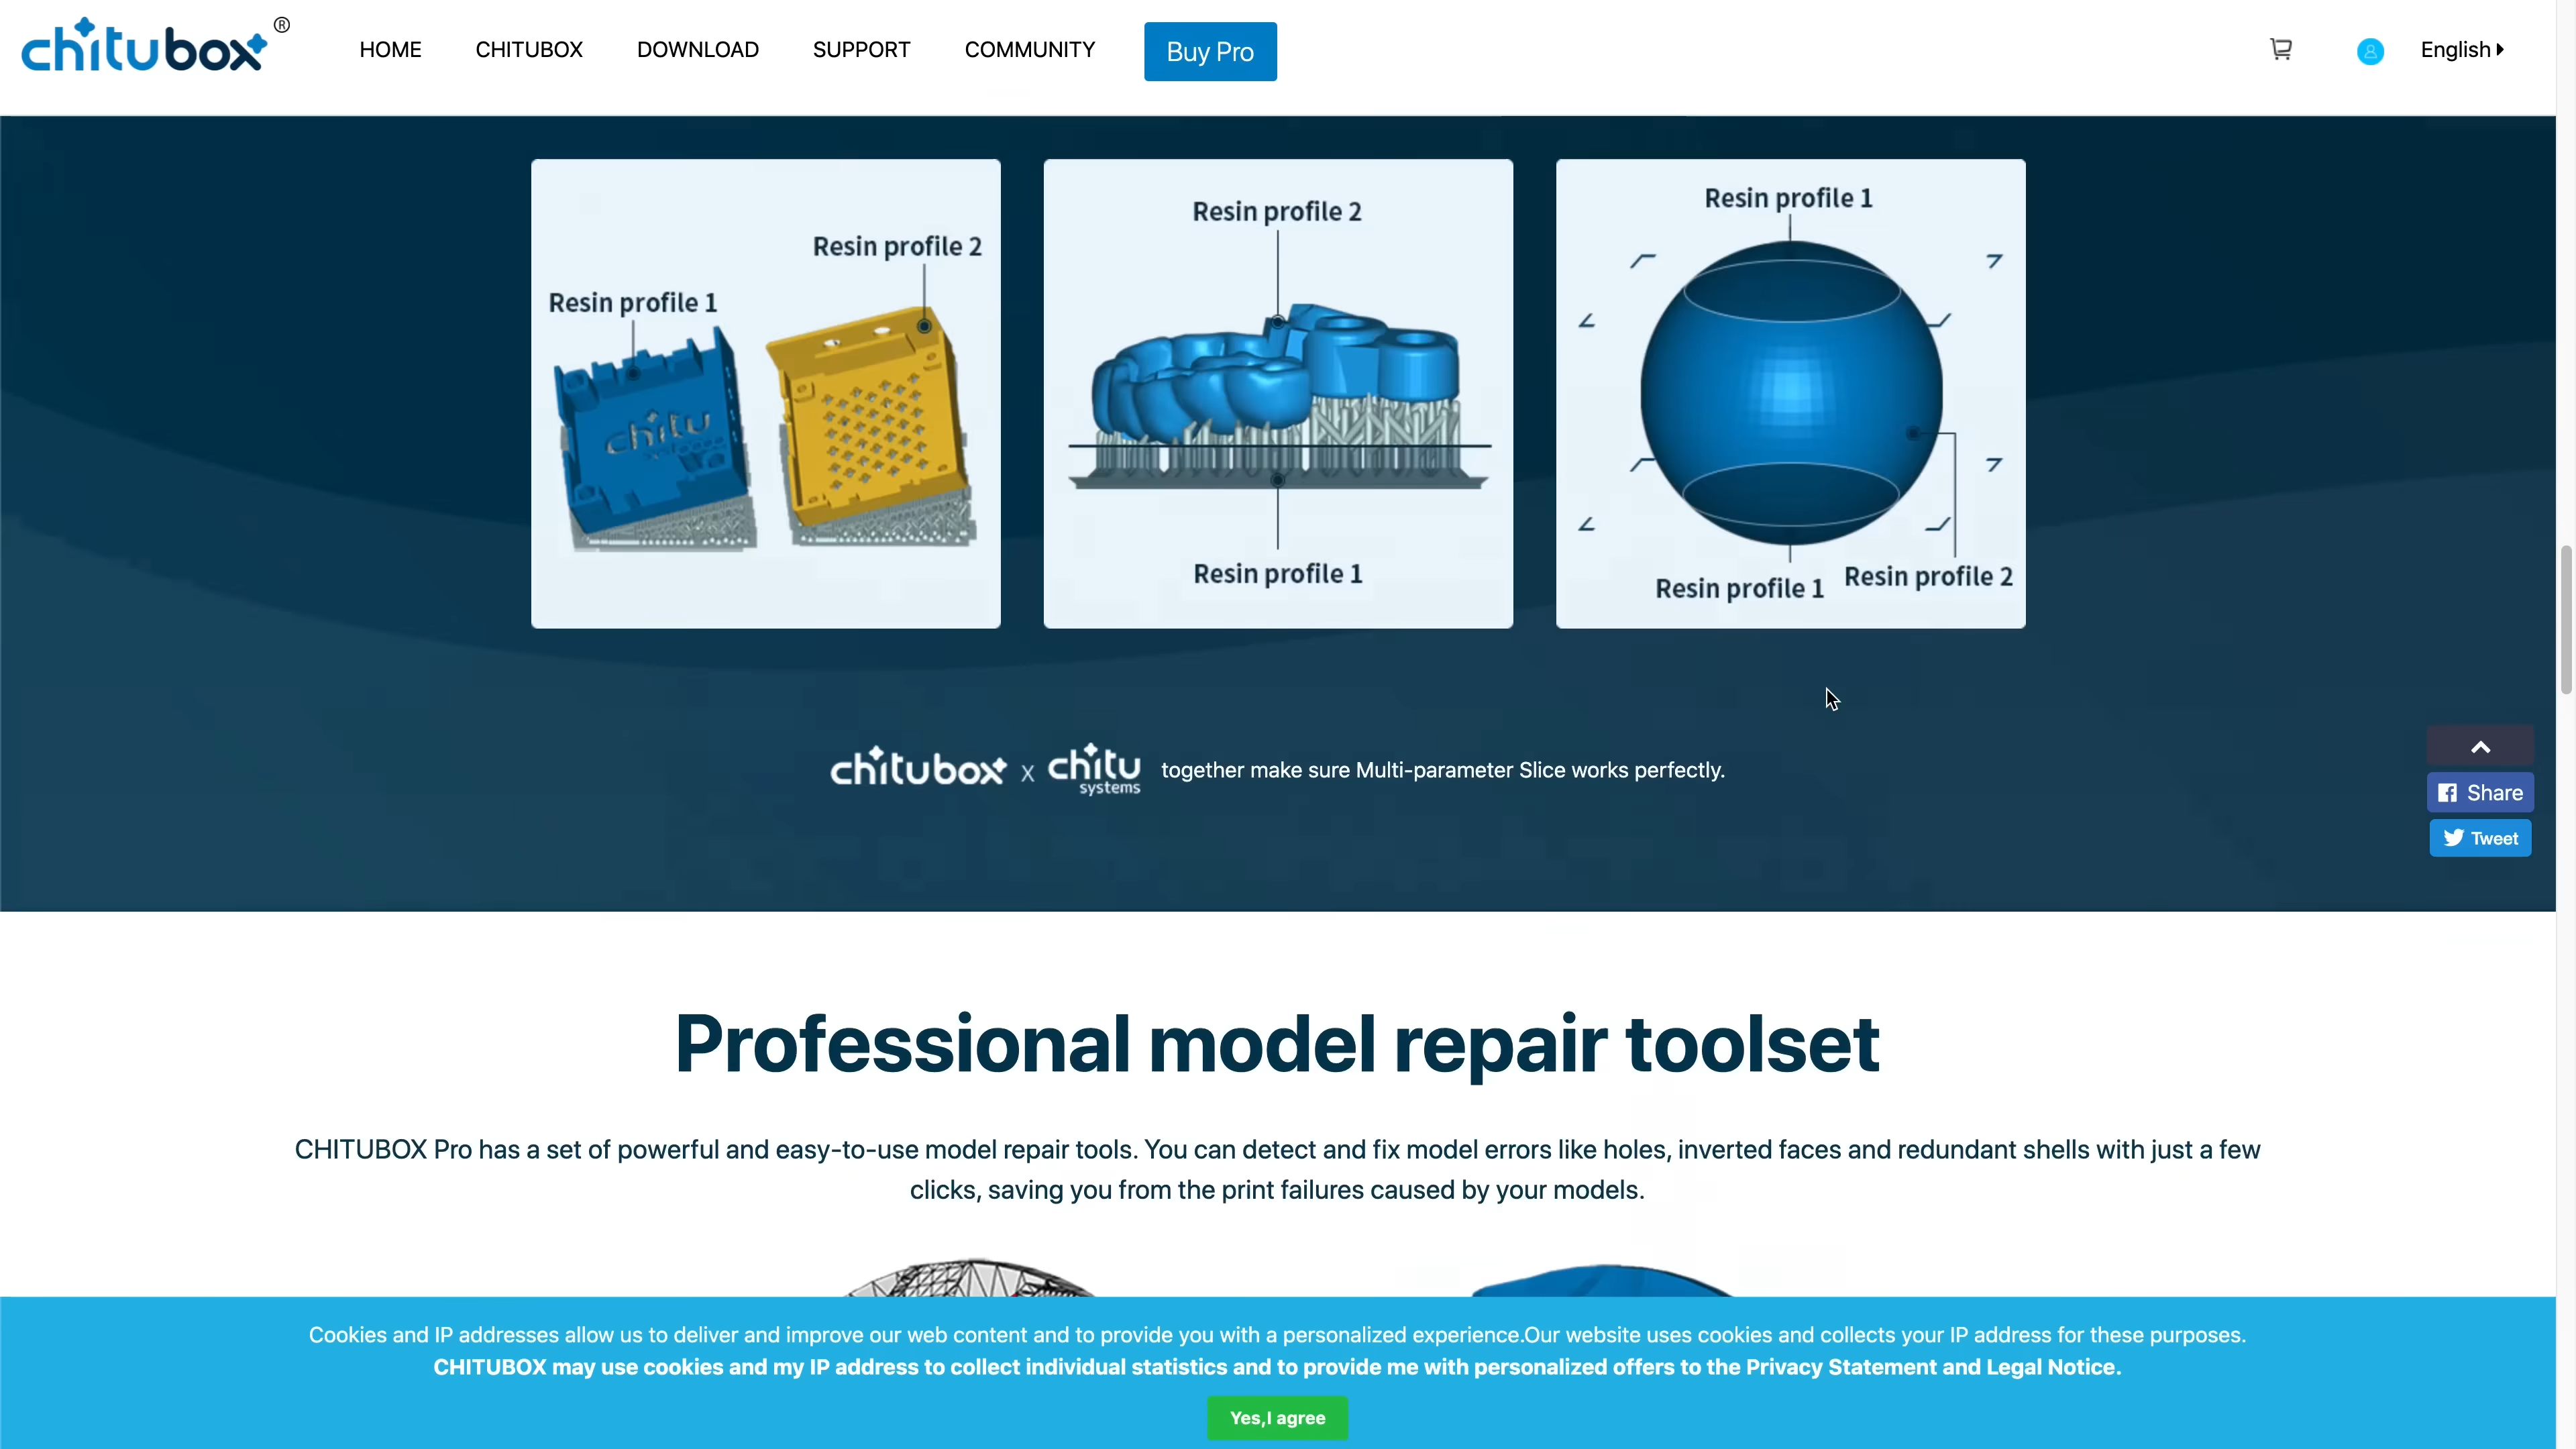 chitubox ®
HOME
CHITUBOX
DOWNLOAD
SUPPORT
COMMUNITY
Buy Pro
English
Resin profile 2
Resin profile 1
chitu
Resin profile 2
Resin profile 1
Resin profile 1
Resin profile 1
Resin profile 2
chitubox x chitu systems together make sure Multi-parameter Slice works perfectly.
Share
Tweet
Professional model repair toolset
CHITUBOX Pro has a set of powerful and easy-to-use model repair tools. You can detect and fix model errors like holes, inverted faces and redundant shells with just a few
clicks, saving you from the print failures caused by your models.
Cookies and IP addresses allow us to deliver and improve our web content and to provide you with a personalized experience.Our website uses cookies and collects your IP address for these purposes.
CHITUBOX may use cookies and my IP address to collect individual statistics and to provide me with personalized offers to the Privacy Statement and Legal Notice.
Yes,I agree